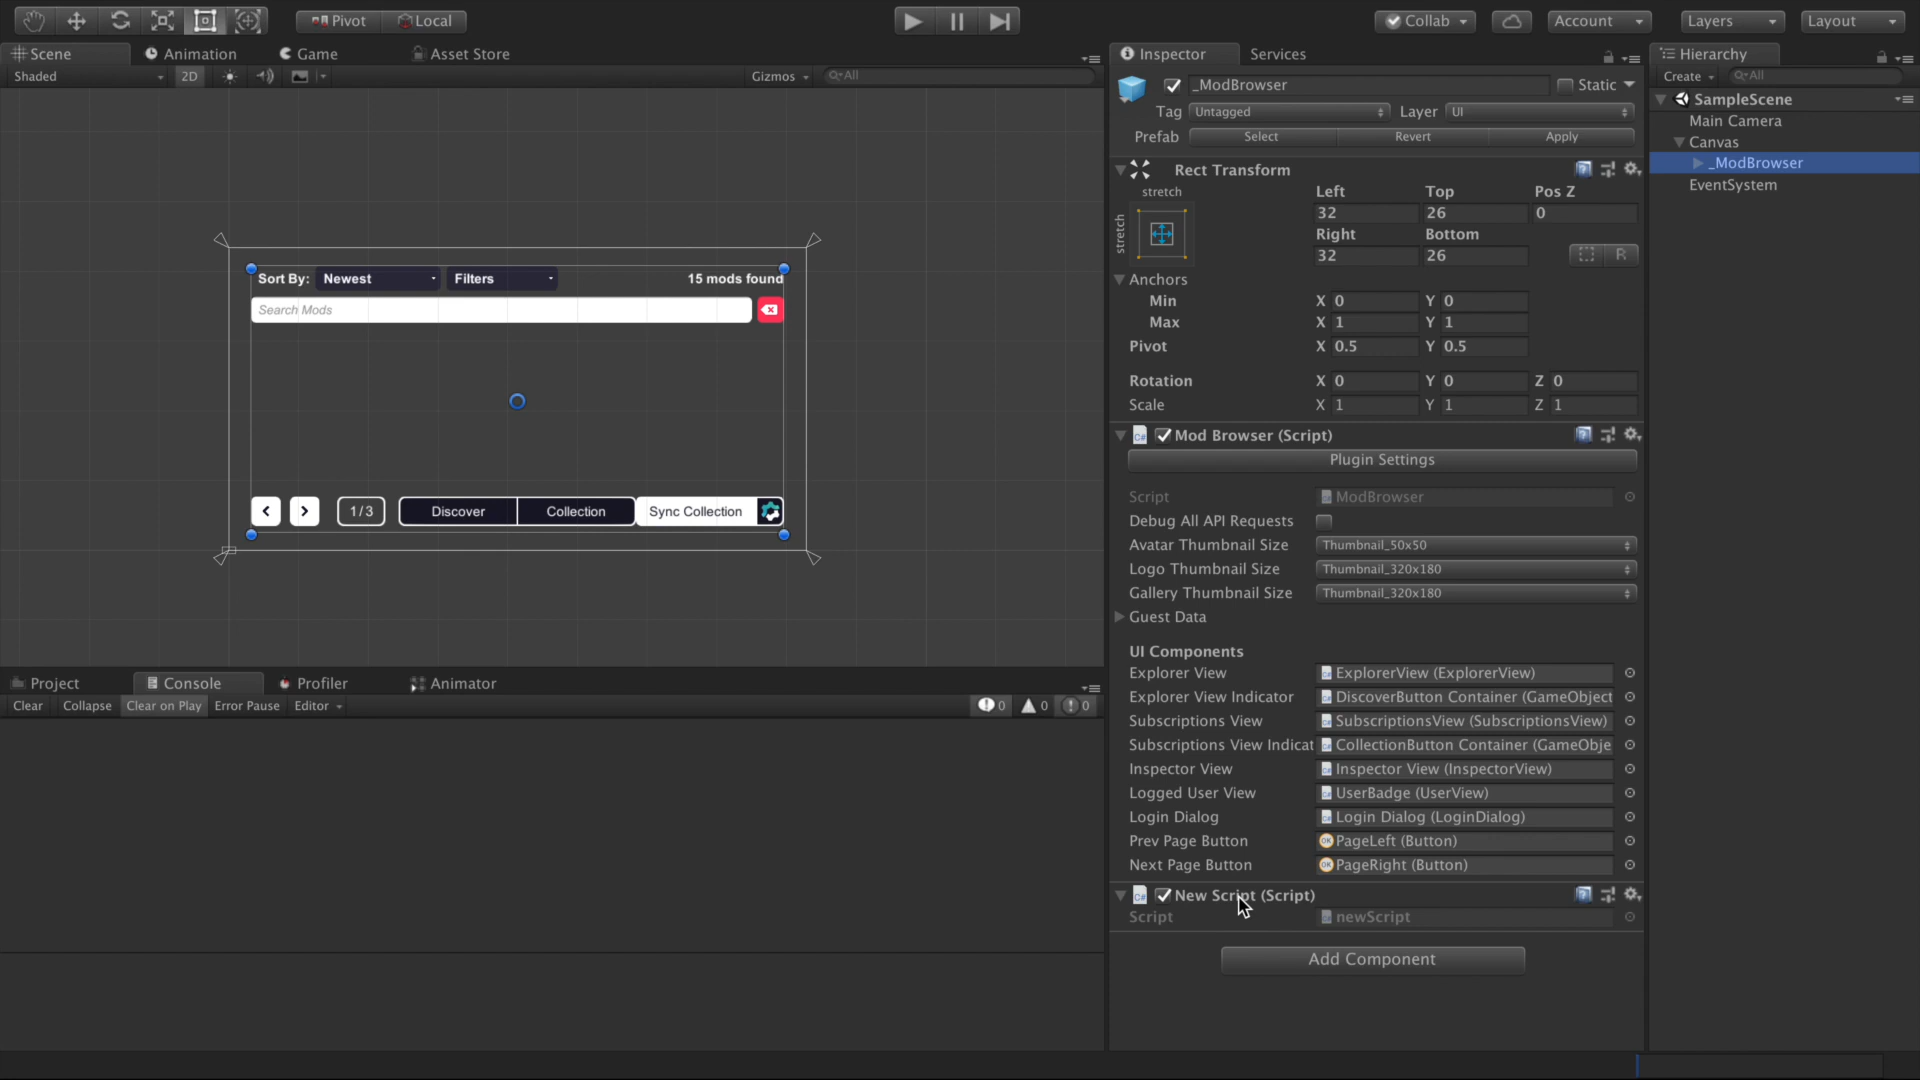 Pivot Local Collab Account Layers Layout
Scene Animation Game Asset Store
Shaded 2D Gizmos All
Sort By: Newest Filters 15 mods found
Search Mods
1 / 3 Discover Collection Sync Collection
Project Console Profiler Animator
Clear Collapse Clear on Play Error Pause Editor 0 0 0
Inspector Services
_ModBrowser Static
Tag Untagged Layer UI
Prefab Select Revert Apply
Rect Transform
stretch Left Top Pos Z
stretch 32 26 0
Right Bottom
32 26 R
Anchors
Min X 0 Y 0
Max X 1 Y 1
Pivot X 0.5 Y 0.5
Rotation X 0 Y 0 Z 0
Scale X 1 Y 1 Z 1
C# Mod Browser (Script)
Plugin Settings
Script ModBrowser
Debug All API Requests
Avatar Thumbnail Size Thumbnail_50x50
Logo Thumbnail Size Thumbnail_320x180
Gallery Thumbnail Size Thumbnail_320x180
Guest Data
UI Components
Explorer View ExplorerView (ExplorerView)
Explorer View Indicator DiscoverButton Container (GameObject
Subscriptions View SubscriptionsView (SubscriptionsView)
Subscriptions View Indicat CollectionButton Container (GameObje
Inspector View Inspector View (InspectorView)
Logged User View UserBadge (UserView)
Login Dialog Login Dialog (LoginDialog)
Prev Page Button OK PageLeft (Button)
Next Page Button OK PageRight (Button)
C# New Script (Script)
Script newScript
Add Component
Hierarchy
Create All
SampleScene
Main Camera
Canvas
_ModBrowser
EventSystem